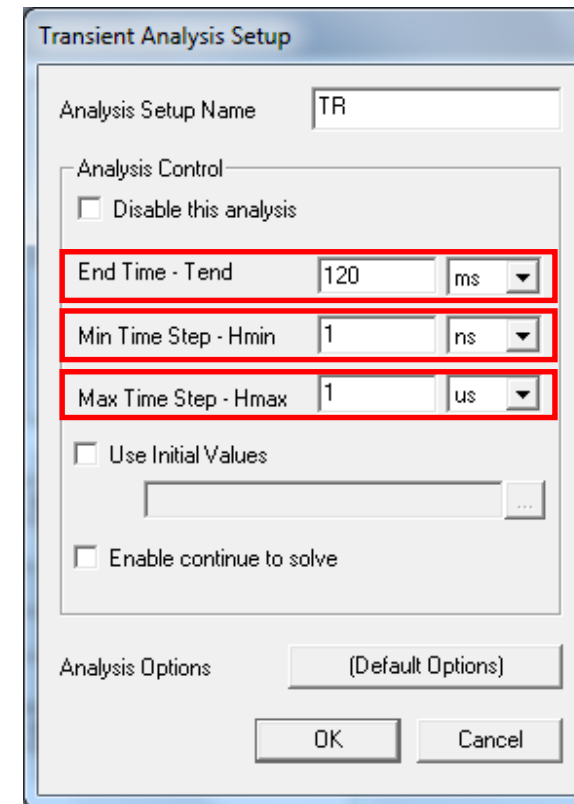 Transient Analysis Setup
Analysis Setup Name TR
Analysis Control
Disable this analysis
End Time - Tend 120 ms
Min Time Step - Hmin 1 ns
Max Time Step - Hmax 1 us
Use Initial Values
...
Enable continue to solve
Analysis Options (Default Options)
OK Cancel